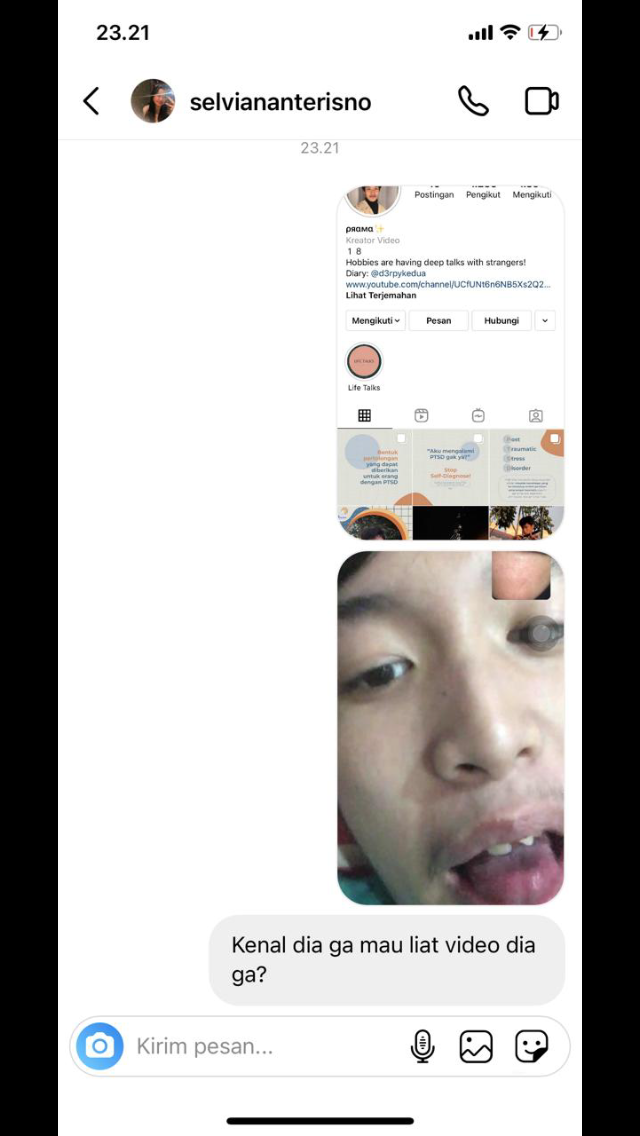 23.21
selviananterisno
23.21
Postingan Pengikut Mengikuti
ρяαмα✨
Kreator Video
1 8
Hobbies are having deep talks with strangers!
Diary: @d3rpykedua
www.youtube.com/channel/UCfUNt6n6NB5Xs2Q2...
Lihat Terjemahan
Mengikuti Pesan Hubungi
LIFE TALKS
Life Talks
Bentuk
pertolongan
yang dapat
diberikan
untuk orang
dengan PTSD
"Aku mengalami
PTSD gak ya?"
Stop
Self-Diagnose!
Post
Traumatic
Stress
Disorder
Kenal dia ga mau liat video dia
ga?
Kirim pesan...